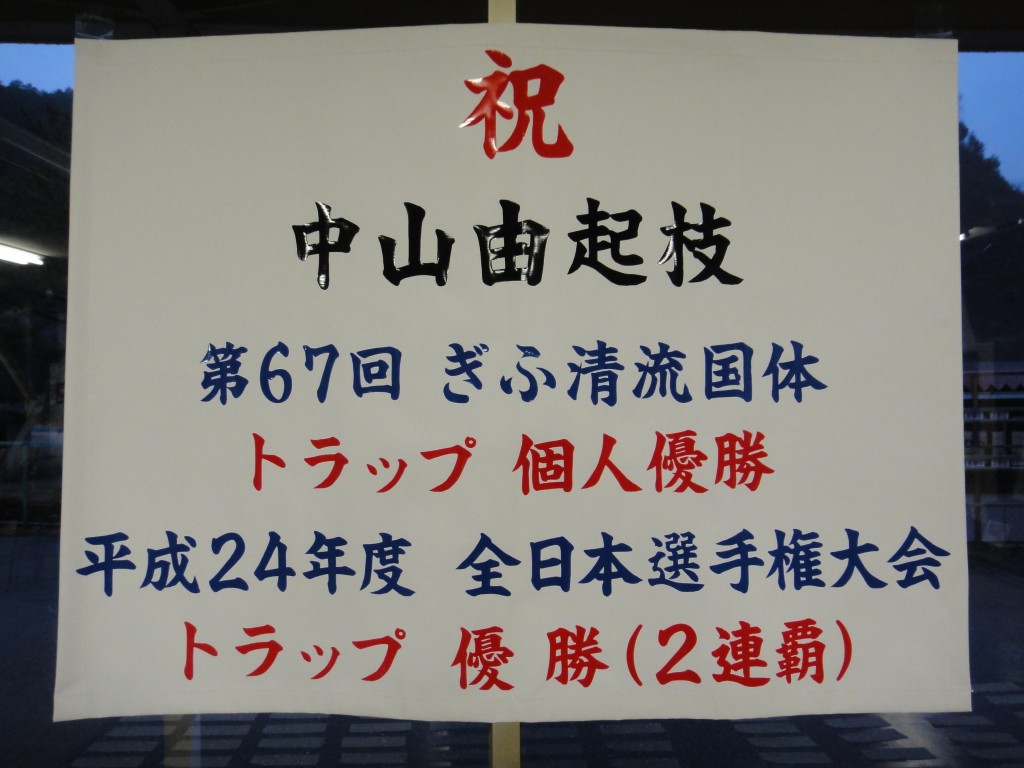 祝
中山由起枝
第67回 ぎふ清流国体
トラップ 個人優勝
平成24年度 全日本選手権大会
トラップ 優 勝(2連覇)